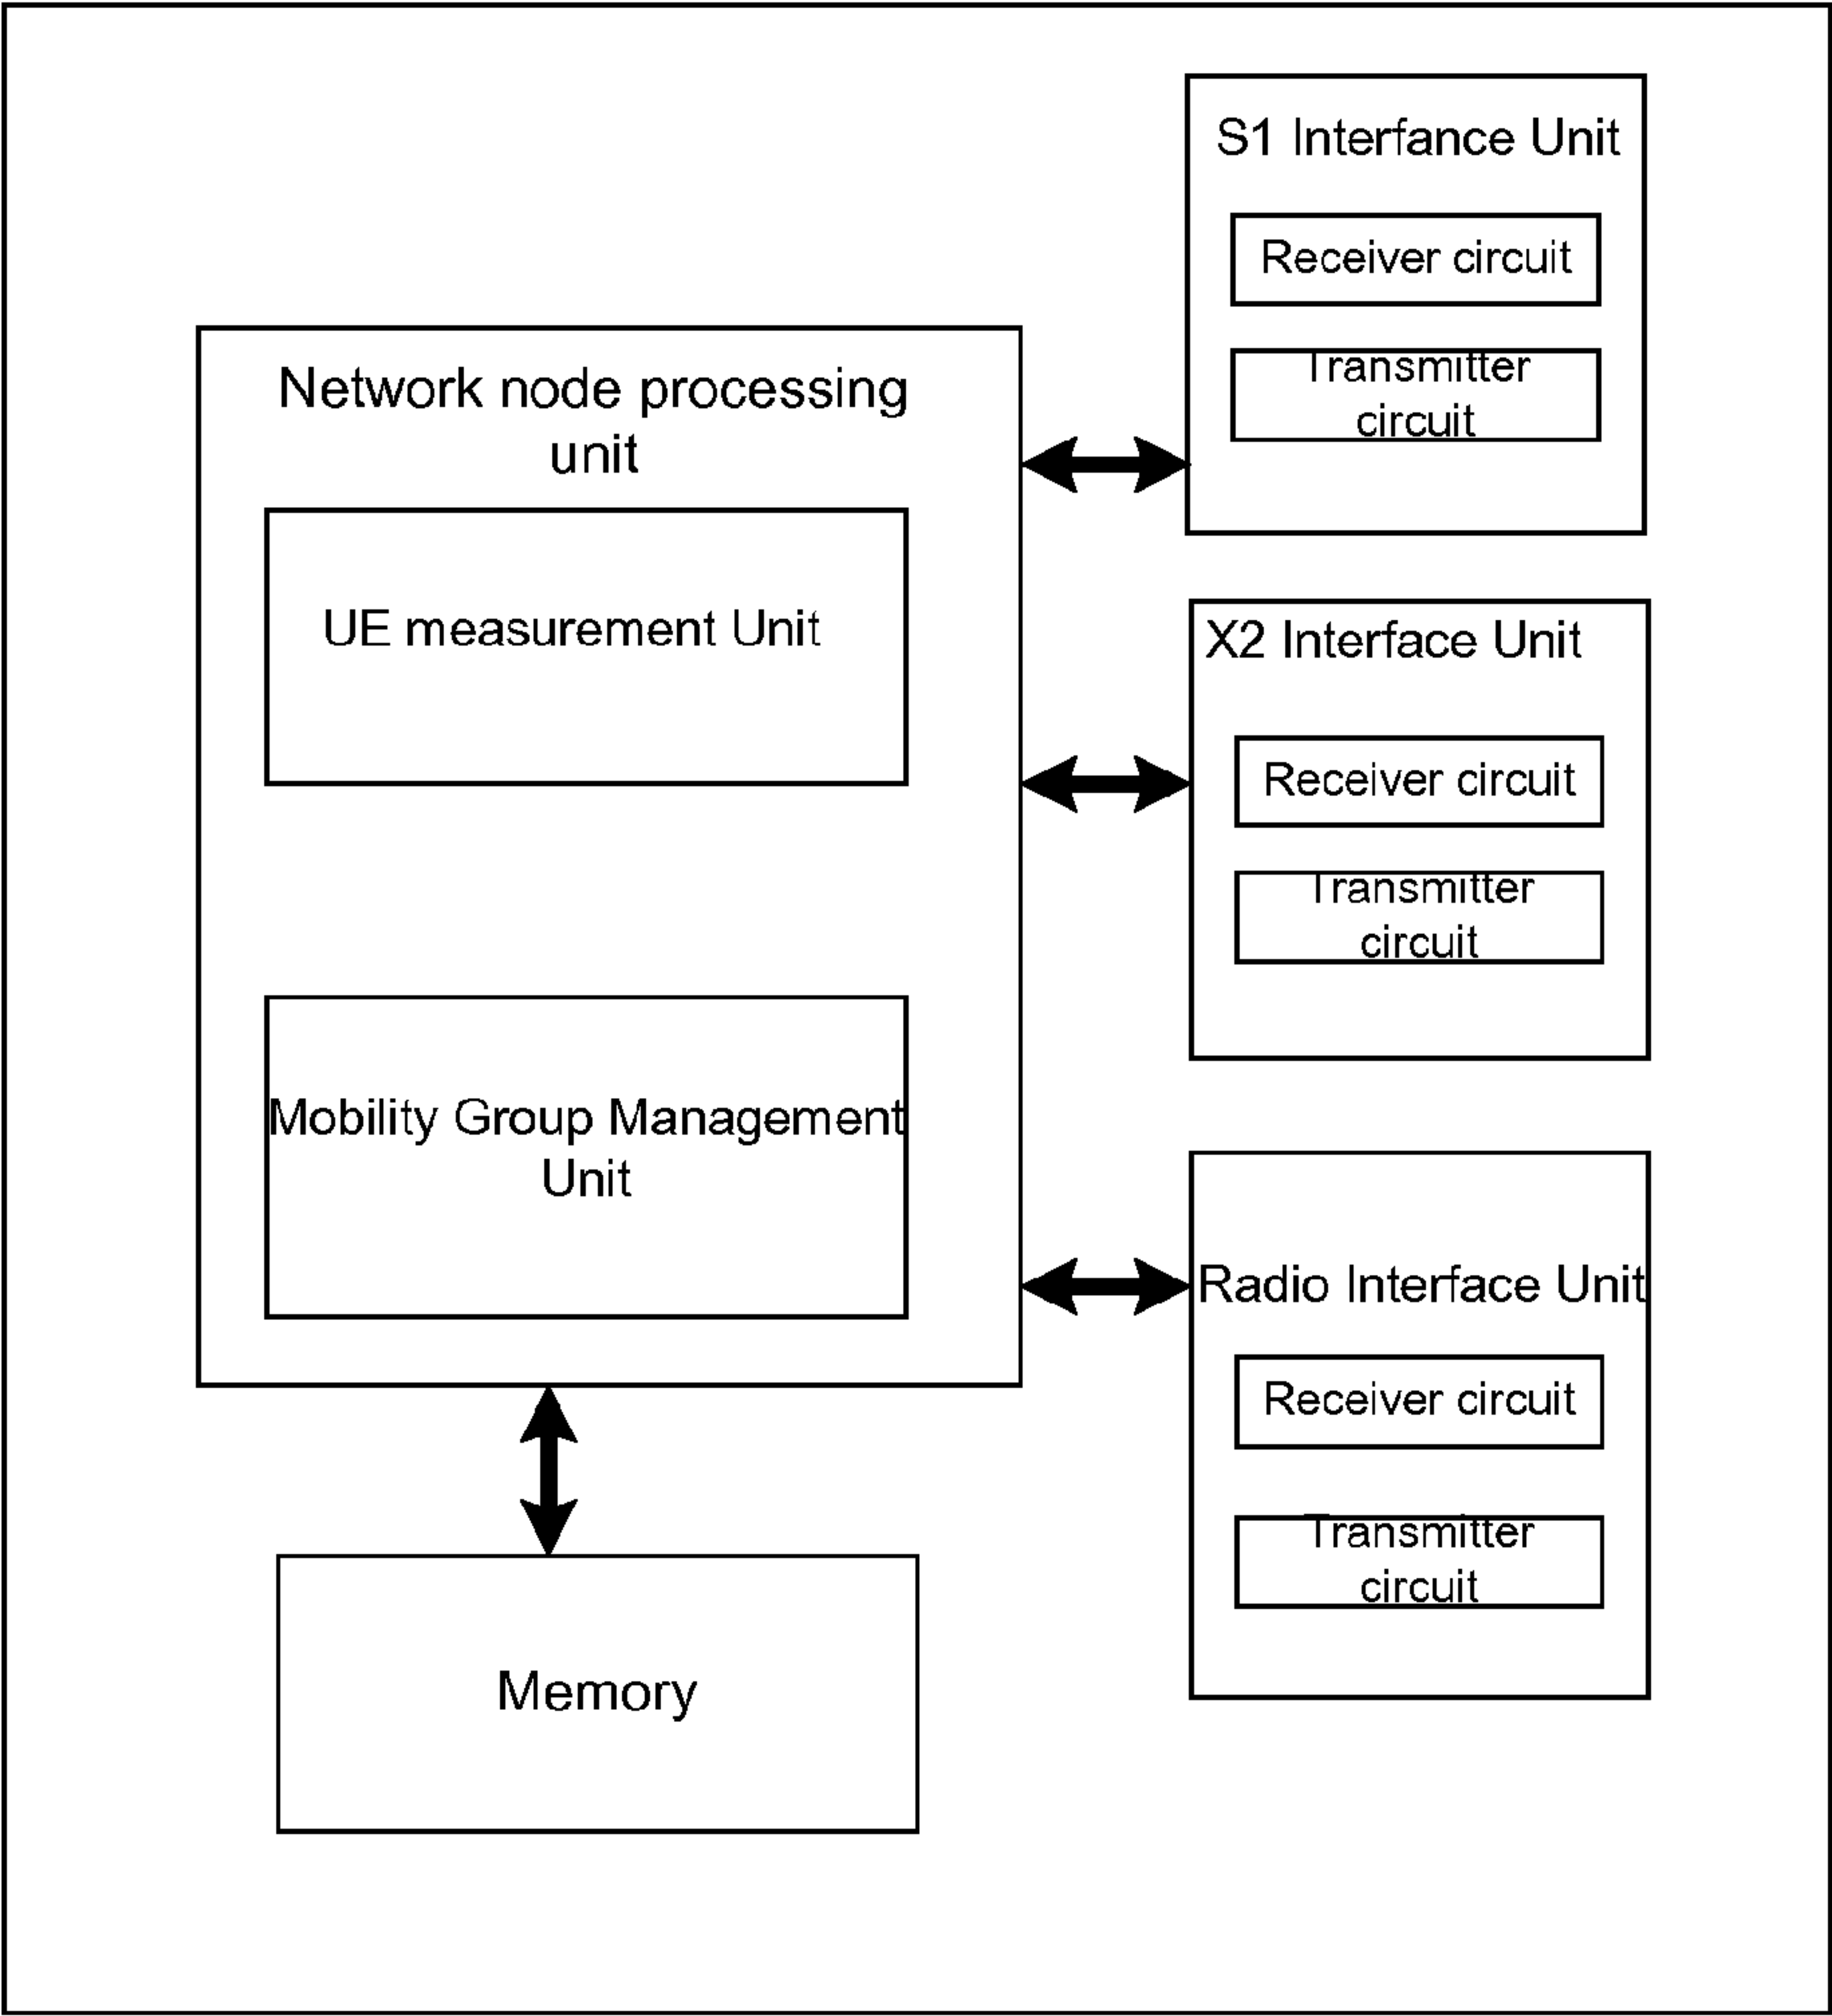 S1 Interfance Unit
Receiver circuit
Transmitter
circuit
Network node processing
unit
UE measurement Unit
X2 Interface Unit
Receiver circuit
Transmitter
circuit
Mobility Group Management
Unit
Radio Interface Unit
Receiver circuit
Transmitter
circuit
Memory